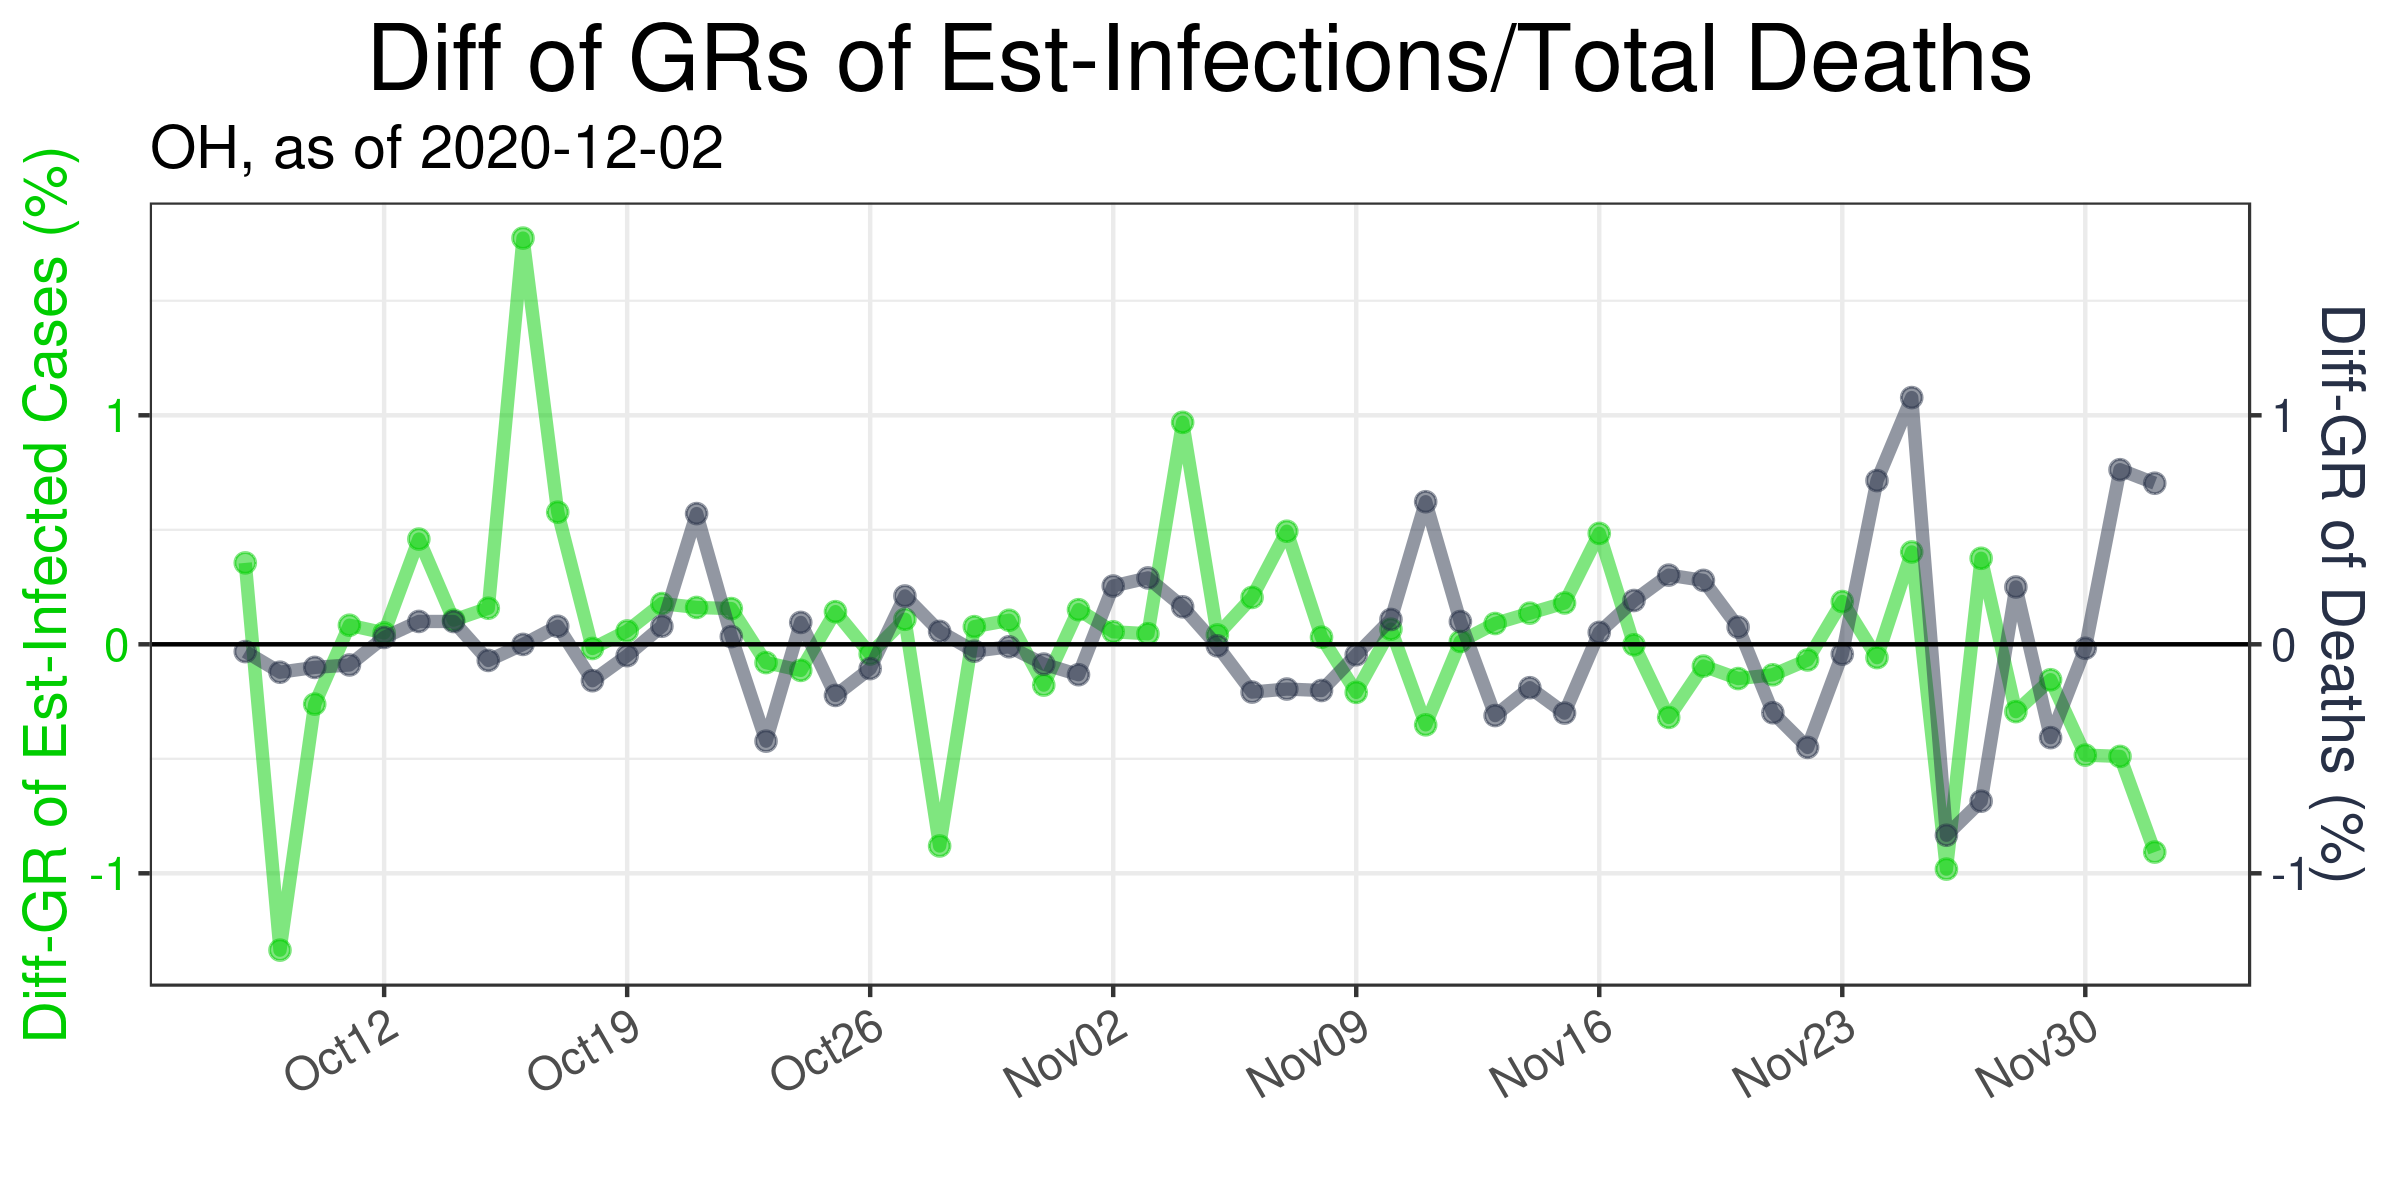 Diff of GRs of Est-Infections/Total Deaths
OH, as of 2020-12-02
Diff-GR of Est-Infected Cases (%)
1
0
-1
1
0
-1
Diff-GR of Deaths (%)
Oct12
Oct19
Oct26
Nov02
Nov09
Nov16
Nov23
Nov30